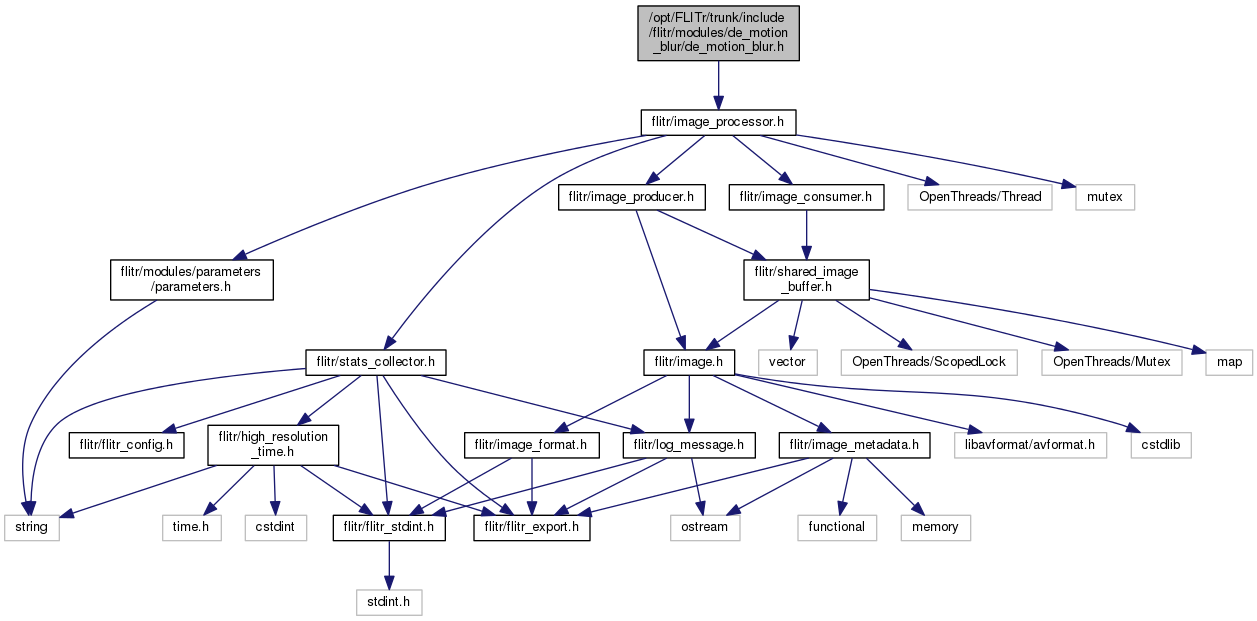 /opt/FLITr/trunk/include
/flitr/modules/de_motion
_blur/de_motion_blur.h
flitr/image_processor.h
flitr/image_producer.h
flitr/image_consumer.h
OpenThreads/Thread
mutex
flitr/modules/parameters
/parameters.h
flitr/shared_image
_buffer.h
flitr/stats_collector.h
flitr/image.h
vector
OpenThreads/ScopedLock
OpenThreads/Mutex
map
flitr/flitr_config.h
flitr/high_resolution
_time.h
flitr/image_format.h
flitr/log_message.h
flitr/image_metadata.h
libavformat/avformat.h
cstdlib
string
time.h
cstdint
flitr/flitr_stdint.h
flitr/flitr_export.h
ostream
functional
memory
stdint.h